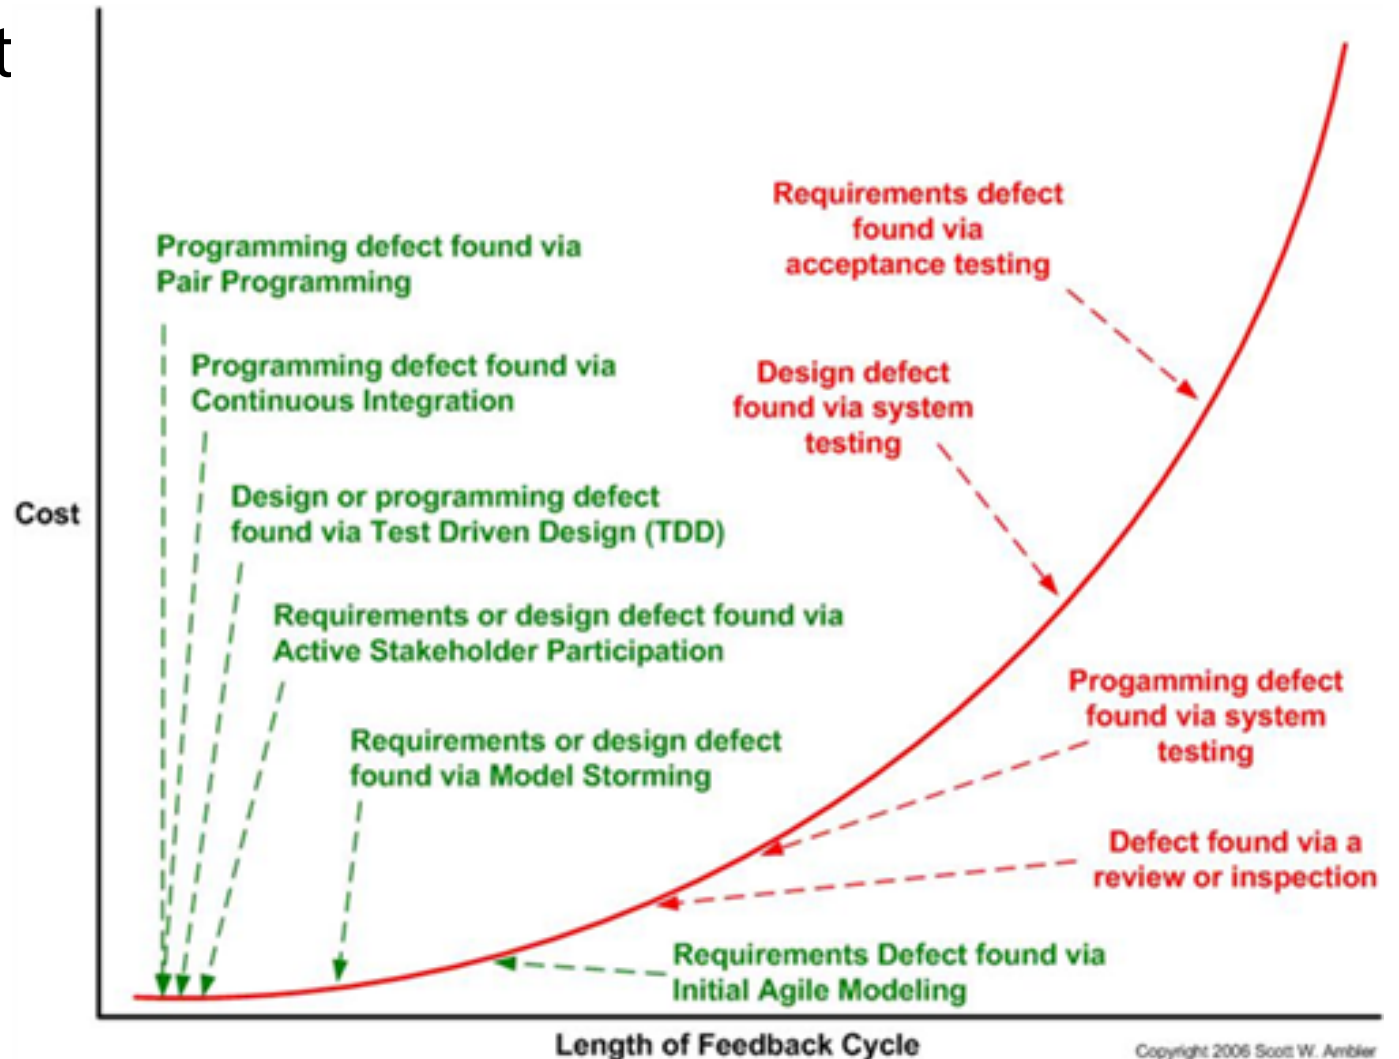 t
Requirements defect
found via
acceptance testing
Programming defect found via
Pair Programming
Programming defect found via
Continuous Integration
Design defect
found via system
testing
Design or programming defect
found via Test Driven Design (TDD)
Cost
Requirements or design defect found via
Active Stakeholder Participation
Progamming defect
found via system
testing
Requirements or design defect
found via Model Storming
Defect found via a
review or inspection
Requirements Defect found via
Initial Agile Modeling
Length of Feedback Cycle
Copyright 2006 Scott W. Ambler